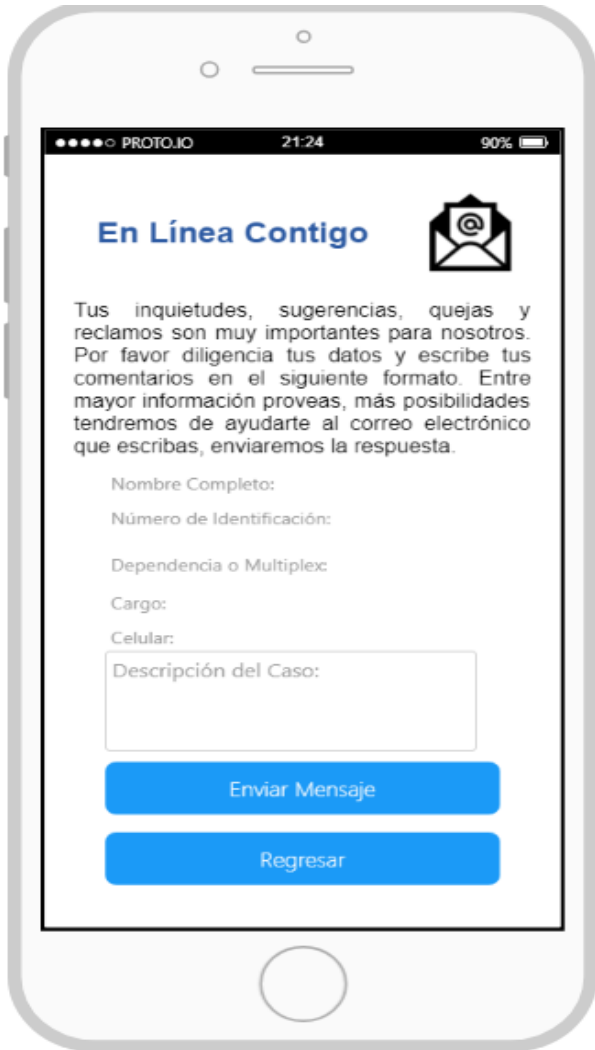 PROTO.IO 21:24 90%
En Línea Contigo
@
Tus inquietudes, sugerencias, quejas y
reclamos son muy importantes para nosotros.
Por favor diligencia tus datos y escribe tus
comentarios en el siguiente formato. Entre
mayor información proveas, más posibilidades
tendremos de ayudarte al correo electrónico
que escribas, enviaremos la respuesta.
Nombre Completo:
Número de Identificación:
Dependencia o Multiplex:
Cargo:
Celular:
Descripción del Caso:
Enviar Mensaje
Regresar